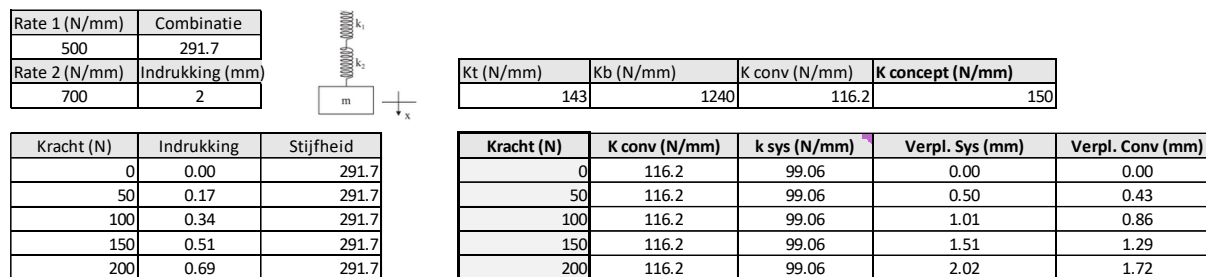 Rate 1 (N/mm) Combinatie
500 291.7
Rate 2 (N/mm) Indrukking (mm)
700 2
k1
k2
m
x
Kt (N/mm) Kb (N/mm) K conv (N/mm) K concept (N/mm)
143 1240 116.2 150
Kracht (N) Indrukking Stijfheid
0 0.00 291.7
50 0.17 291.7
100 0.34 291.7
150 0.51 291.7
200 0.69 291.7
Kracht (N) K conv (N/mm) k sys (N/mm) Verpl. Sys (mm) Verpl. Conv (mm)
0 116.2 99.06 0.00 0.00
50 116.2 99.06 0.50 0.43
100 116.2 99.06 1.01 0.86
150 116.2 99.06 1.51 1.29
200 116.2 99.06 2.02 1.72